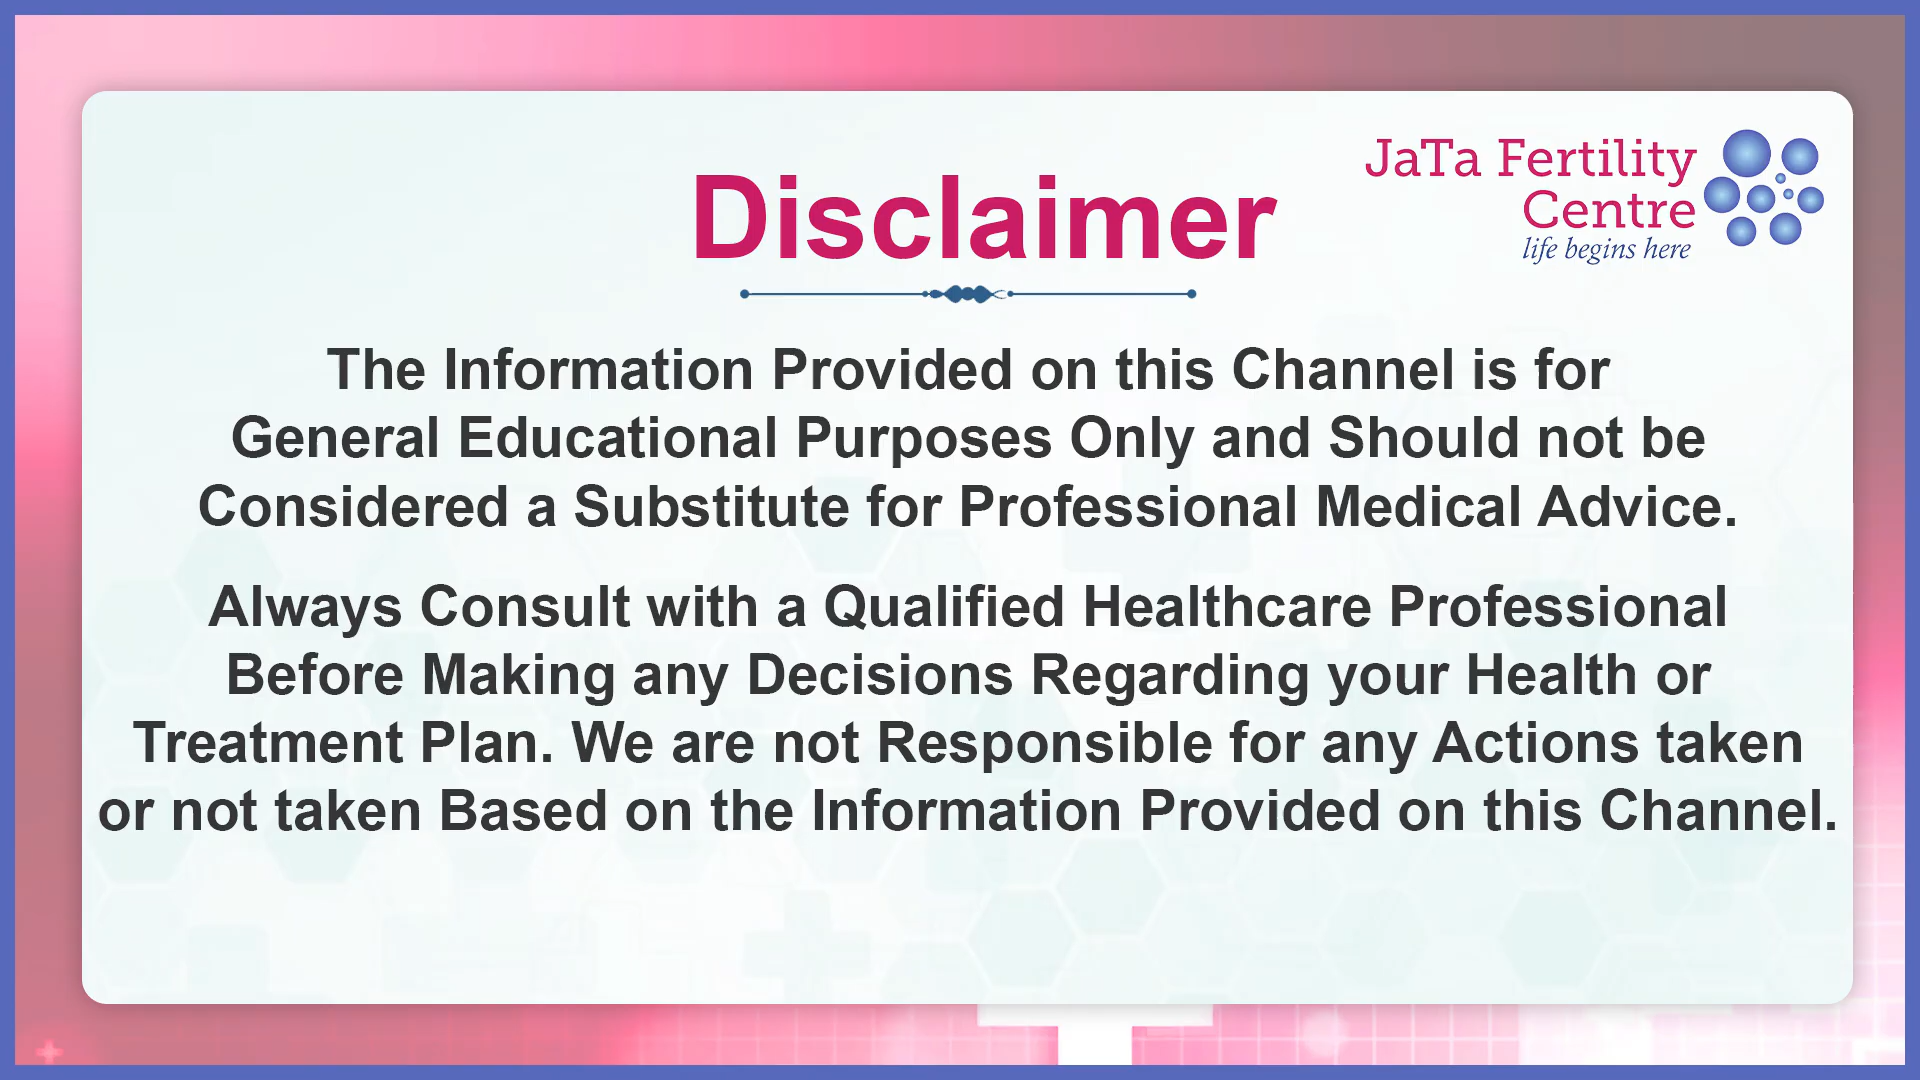 JaTa Fertility
Centre
life begins here
Disclaimer
The Information Provided on this Channel is for
General Educational Purposes Only and Should not be
Considered a Substitute for Professional Medical Advice.
Always Consult with a Qualified Healthcare Professional
Before Making any Decisions Regarding your Health or
Treatment Plan. We are not Responsible for any Actions taken
or not taken Based on the Information Provided on this Channel.